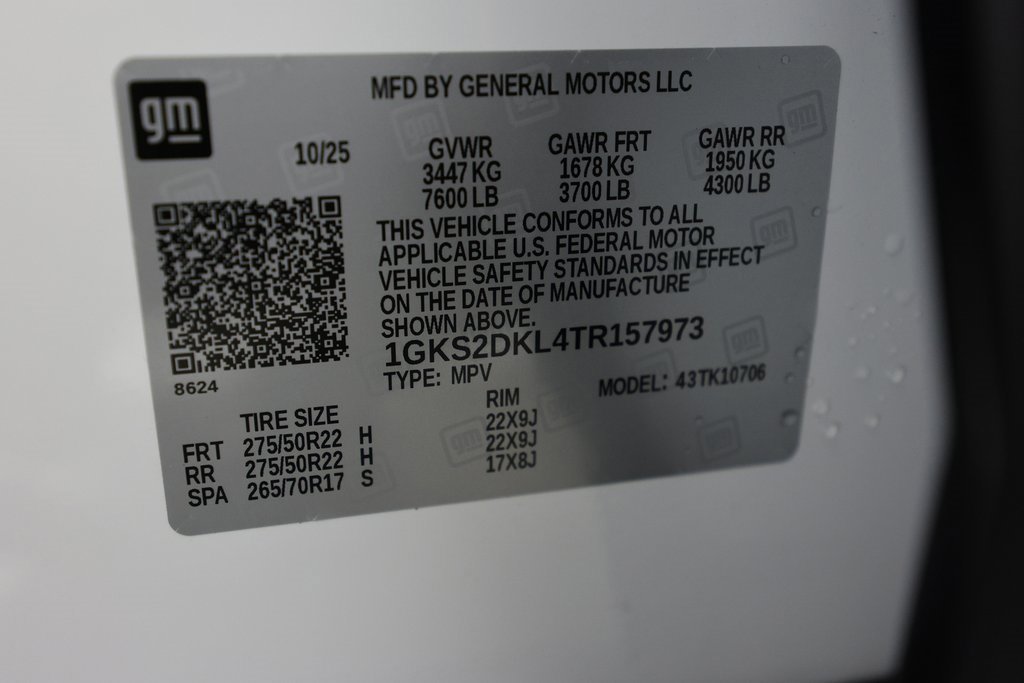 gm
MFD BY GENERAL MOTORS LLC
10/25
GVWR GAWR FRT GAWR RR
3447 KG 1678 KG 1950 KG
7600 LB 3700 LB 4300 LB
THIS VEHICLE CONFORMS TO ALL
APPLICABLE U.S. FEDERAL MOTOR
VEHICLE SAFETY STANDARDS IN EFFECT
ON THE DATE OF MANUFACTURE
SHOWN ABOVE.
1GKS2DKL4TR157973
8624
TYPE: MPV MODEL: 43TK10706
TIRE SIZE RIM
FRT 275/50R22 H 22X9J
RR 275/50R22 H 22X9J
SPA 265/70R17 S 17X8J